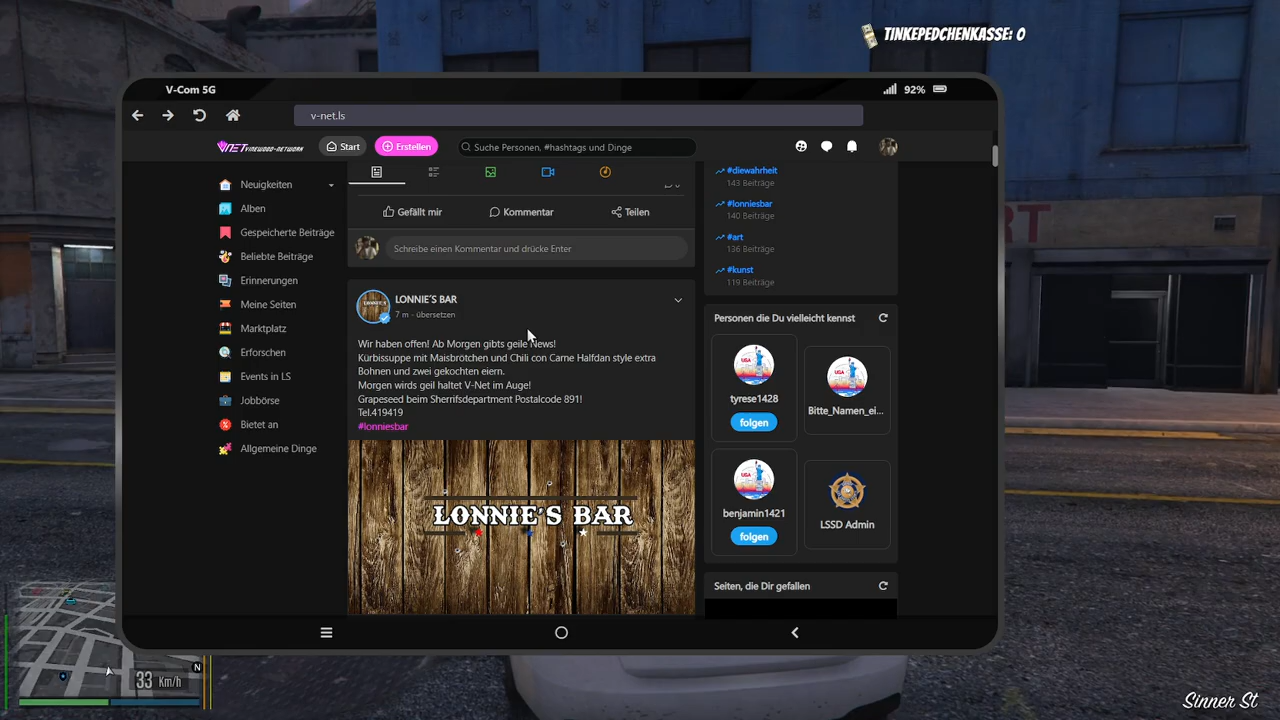 TINKEPEDCHENKASSE: 0
V-Com 5G
92%
v-net.ls
VNET VINEWOOD-NETWORK
Start
Erstellen
Suche Personen, #hashtags und Dinge
Neuigkeiten
Alben
Gespeicherte Beiträge
Beliebte Beiträge
Erinnerungen
Meine Seiten
Marktplatz
Erforschen
Events in LS
Jobbörse
Bietet an
Allgemeine Dinge
Gefällt mir
Kommentar
Teilen
Schreibe einen Kommentar und drücke Enter
LONNIE'S BAR
7 m - übersetzen
Wir haben offen! Ab Morgen gibts geile News!
Kürbissuppe mit Maisbrötchen und Chili con Carne Halfdan style extra
Bohnen und zwei gekochten eiern.
Morgen wirds geil haltet V-Net im Auge!
Grapeseed beim Sherrifsdepartment Postalcode 891!
Tel.419419
#lonniesbar
LONNIE'S BAR
#diewahrheit
143 Beiträge
#lonniesbar
140 Beiträge
#art
136 Beiträge
#kunst
119 Beiträge
Personen die Du vielleicht kennst
USA
tyrese1428
folgen
Bitte_Namen_ei...
benjamin1421
folgen
LSSD Admin
Seiten, die Dir gefallen
N
33 Km/h
Sinner St